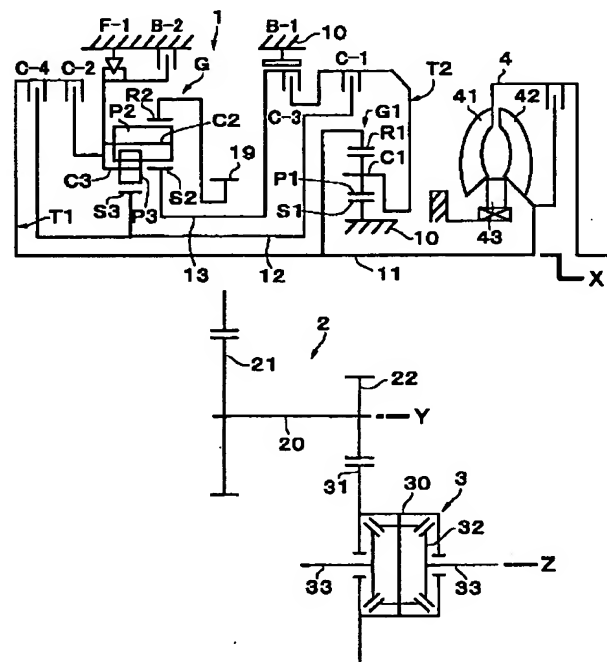 F-1 B-2 1 B-1 10
C-4 C-2 G C-1 T2 4
R2 C-3 G1 41 42
P2 C2 R1
19 C1
P1
C3 S2 S1
S3 P3
T1 10 43
13 12 11 X
2
21 22
20 Y
31 30 3
32
33 33 Z